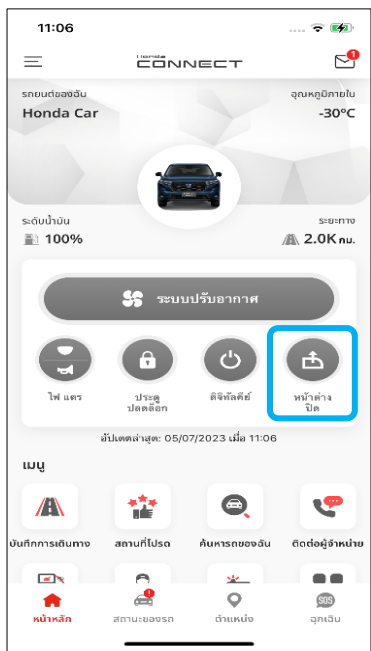 11:06
Honda
CONNECT
1
รถยนต์ของฉัน
อุณหภูมิภายใน
Honda Car
-30°C
ระดับน้ำมัน
ระยะทาง
100%
2.0K กม.
ระบบปรับอากาศ
ไฟ แตร
ประตู
ปลดล็อก
ดิจิทัลคีย์
หน้าต่าง
ปิด
อัปเดตล่าสุด: 05/07/2023 เมื่อ 11:06
เมนู
บันทึกการเดินทาง
สถานที่โปรด
ค้นหารถของฉัน
ติดต่อผู้จำหน่าย
หน้าหลัก
สถานะของรถ
ตำแหน่ง
SOS
ฉุกเฉิน